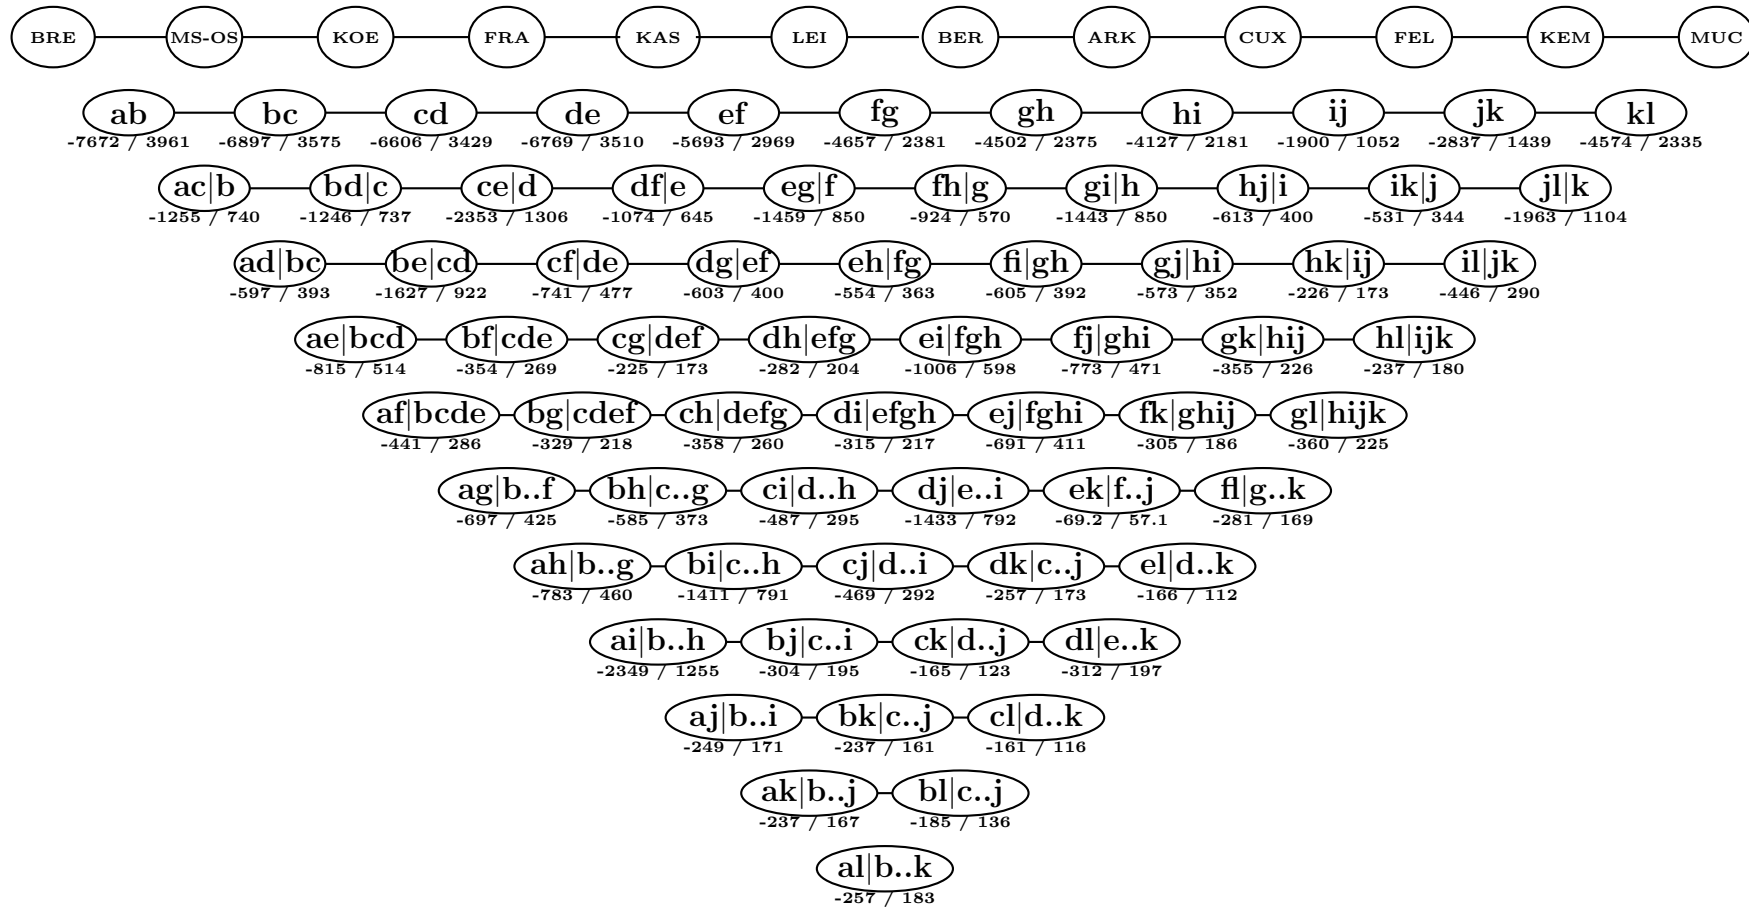 BRE MS-OS KOE FRA KAS LEI BER ARK CUX FEL KEM MUC
ab bc cd de ef fg gh hi ij jk kl
-7672 / 3961 -6897 / 3575 -6606 / 3429 -6769 / 3510 -5693 / 2969 -4657 / 2381 -4502 / 2375 -4127 / 2181 -1900 / 1052 -2837 / 1439 -4574 / 2335
ac|b bd|c ce|d df|e eg|f fh|g gi|h hj|i ik|j jl|k
-1255 / 740 -1246 / 737 -2353 / 1306 -1074 / 645 -1459 / 850 -924 / 570 -1443 / 850 -613 / 400 -531 / 344 -1963 / 1104
ad|bc be|cd cf|de dg|ef eh|fg fi|gh gj|hi hk|ij il|jk
-597 / 393 -1627 / 922 -741 / 477 -603 / 400 -554 / 363 -605 / 392 -573 / 352 -226 / 173 -446 / 290
ae|bcd bf|cde cg|def dh|efg ei|fgh fj|ghi gk|hij hl|ijk
-815 / 514 -354 / 269 -225 / 173 -282 / 204 -1006 / 598 -773 / 471 -355 / 226 -237 / 180
af|bcde bg|cdef ch|defg di|efgh ej|fghi fk|ghij gl|hijk
-441 / 286 -329 / 218 -358 / 260 -315 / 217 -691 / 411 -305 / 186 -360 / 225
ag|b..f bh|c..g ci|d..h dj|e..i ek|f..j fl|g..k
-697 / 425 -585 / 373 -487 / 295 -1433 / 792 -69.2 / 57.1 -281 / 169
ah|b..g bi|c..h cj|d..i dk|c..j el|d..k
-783 / 460 -1411 / 791 -469 / 292 -257 / 173 -166 / 112
ai|b..h bj|c..i ck|d..j dl|e..k
-2349 / 1255 -304 / 195 -165 / 123 -312 / 197
aj|b..i bk|c..j cl|d..k
-249 / 171 -237 / 161 -161 / 116
ak|b..j bl|c..j
-237 / 167 -185 / 136
al|b..k
-257 / 183